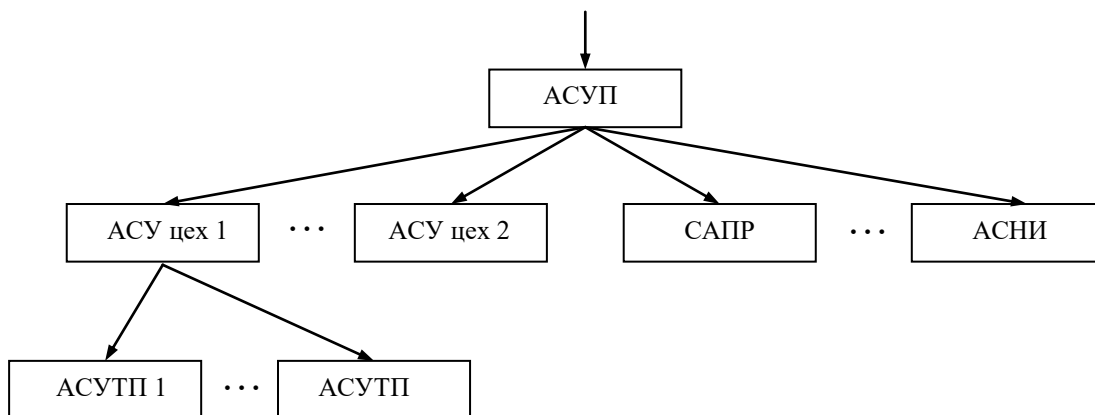 АСУП
АСУ цех 1 ... АСУ цех 2 САПР ... АСНИ
АСУТП 1 ... АСУТП